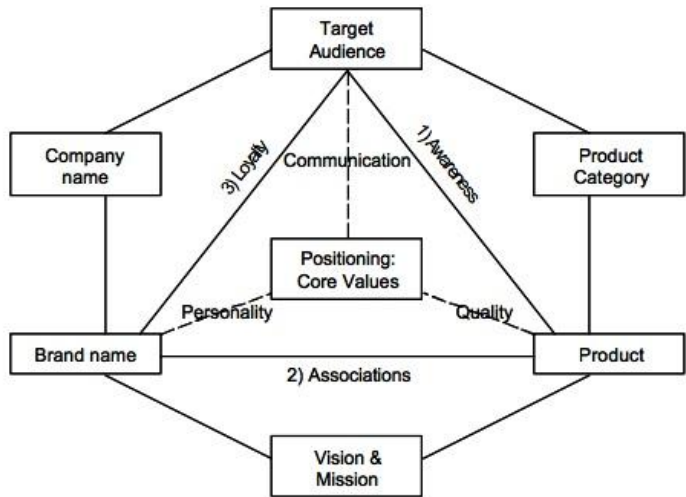 Target
Audience
Company
name
3) Loyalty
Communication
1) Awareness
Product
Category
Positioning:
Core Values
Personality
Quality
Brand name
2) Associations
Product
Vision &
Mission